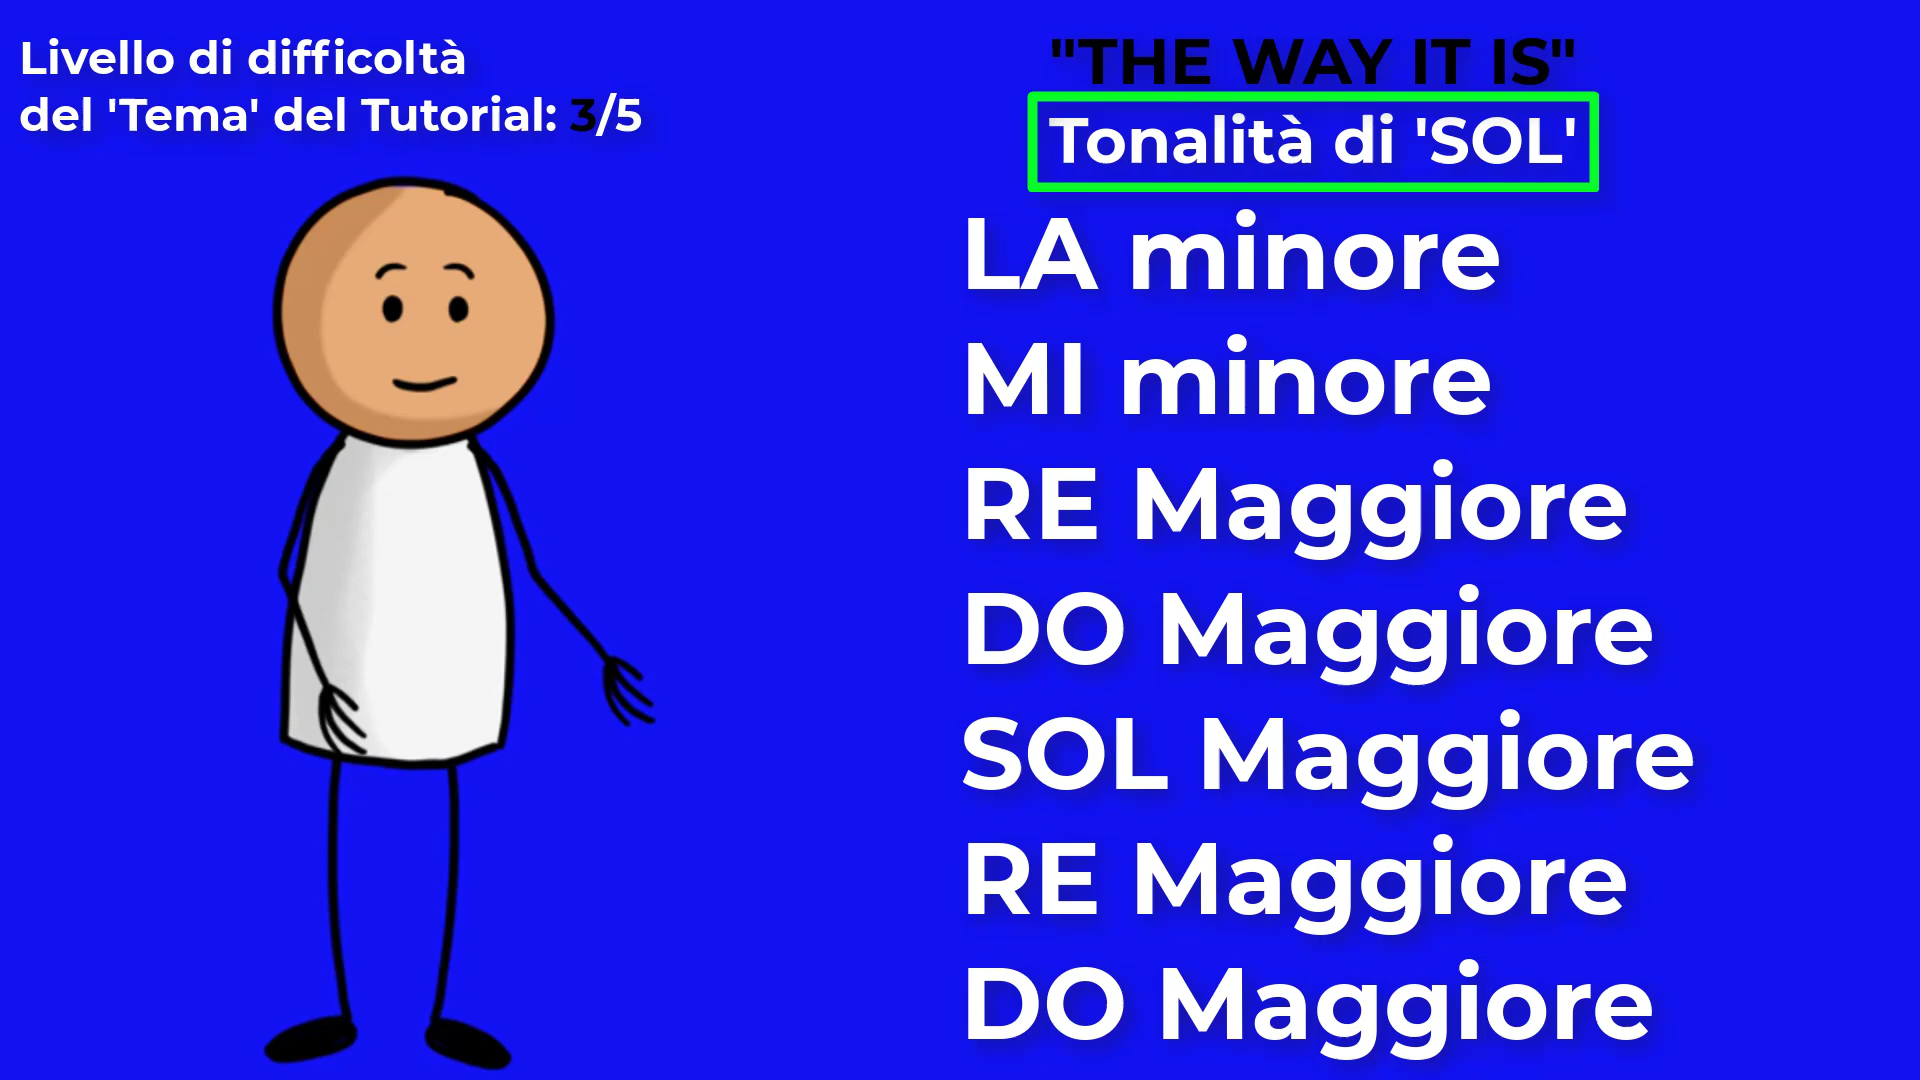 Livello di difficoltà
del 'Tema' del Tutorial: 3/5
"THE WAY IT IS"
Tonalità di 'SOL'
LA minore
MI minore
RE Maggiore
DO Maggiore
SOL Maggiore
RE Maggiore
DO Maggiore